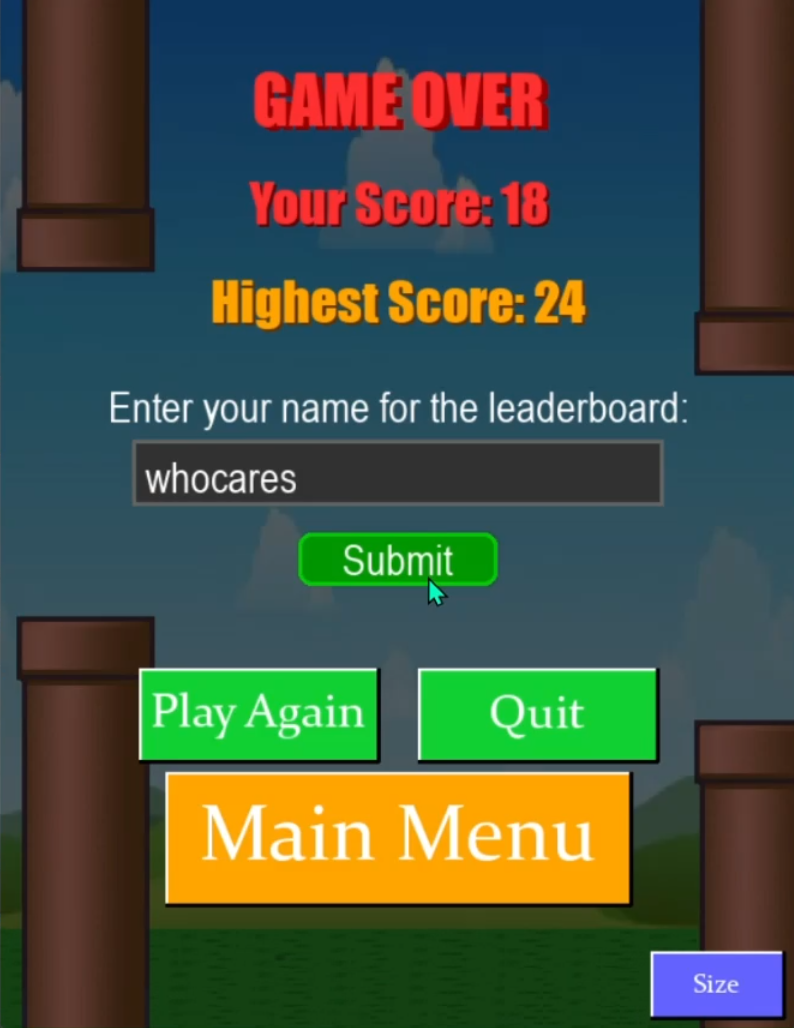 GAME OVER
Your Score: 18
Highest Score: 24
Enter your name for the leaderboard:
whocares
Submit
Play Again
Quit
Main Menu
Size